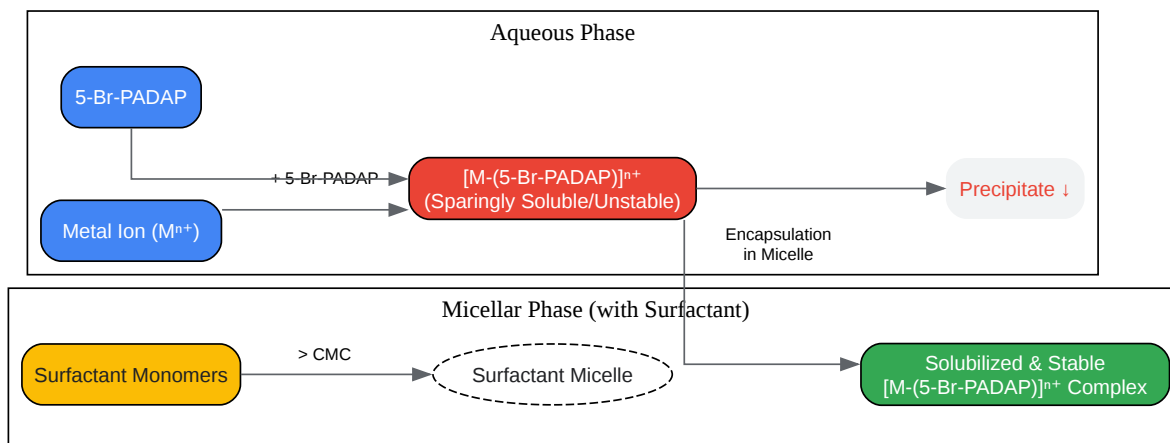 Aqueous Phase
5-Br-PADAP
+ 5-Br-PADAP
Metal Ion (Mⁿ⁺)
[M-(5-Br-PADAP)]ⁿ⁺
(Sparingly Soluble/Unstable)
Precipitate ↓
Encapsulation
in Micelle
Micellar Phase (with Surfactant)
Surfactant Monomers
> CMC
Surfactant Micelle
Solubilized & Stable
[M-(5-Br-PADAP)]ⁿ⁺ Complex